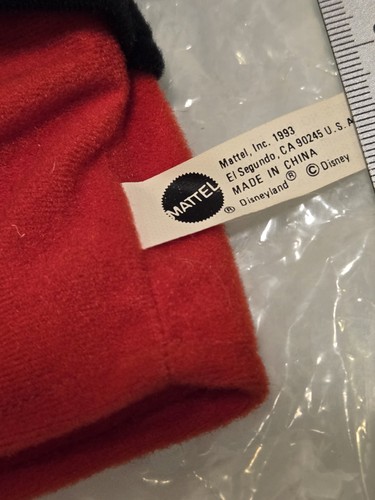 MATTEL
Mattel, Inc. 1993
El Segundo, CA 90245 U.S.A
MADE IN CHINA
® Disneyland® ©Disney